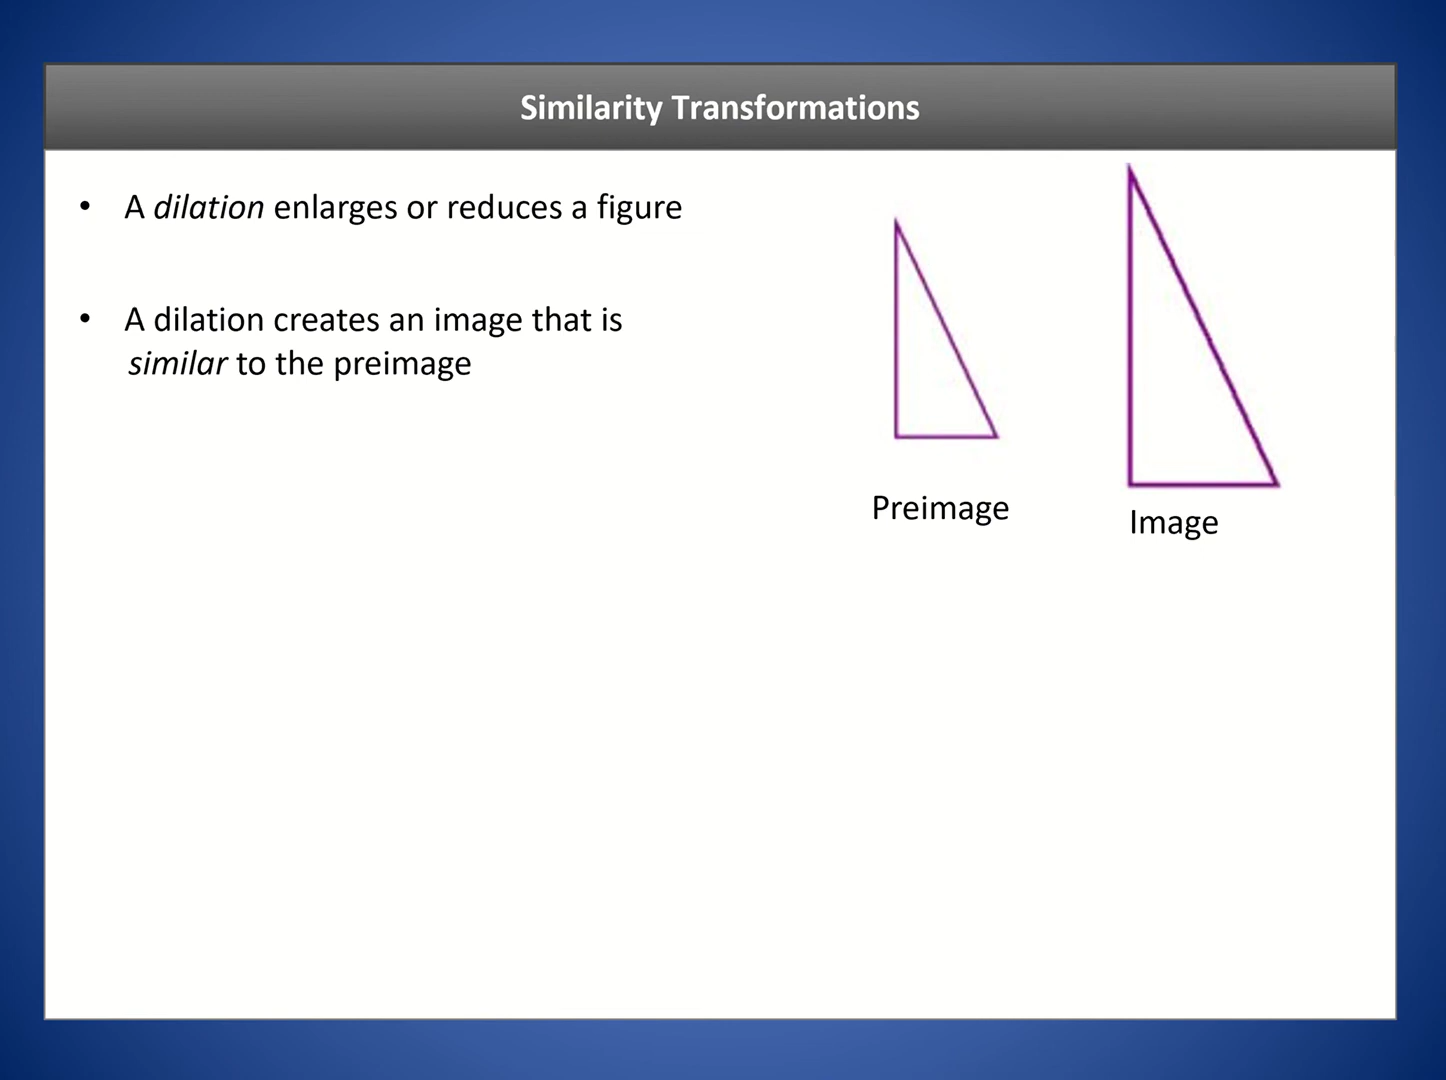 Similarity Transformations
• A dilation enlarges or reduces a figure
• A dilation creates an image that is
similar to the preimage
Preimage
Image